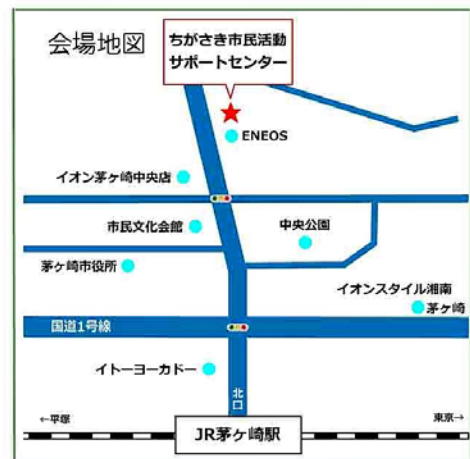 会場地図
ちがさき市民活動
サポートセンター
ENEOS
イオン茅ヶ崎中央店
市民文化会館
中央公園
茅ヶ崎市役所
イオンスタイル湘南
茅ヶ崎
国道1号線
イトーヨーカドー
北口
←平塚
東京→
JR茅ヶ崎駅